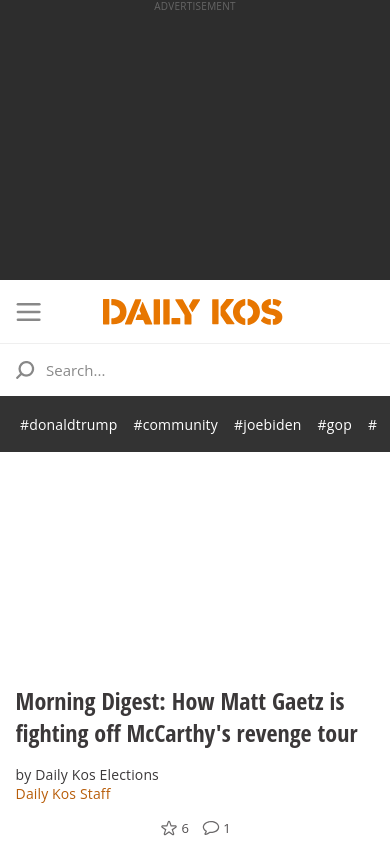 ADVERTISEMENT
DAILY KOS
Search...
#donaldtrump #community #joebiden #gop #
Morning Digest: How Matt Gaetz is
fighting off McCarthy's revenge tour
by Daily Kos Elections
Daily Kos Staff
6 1